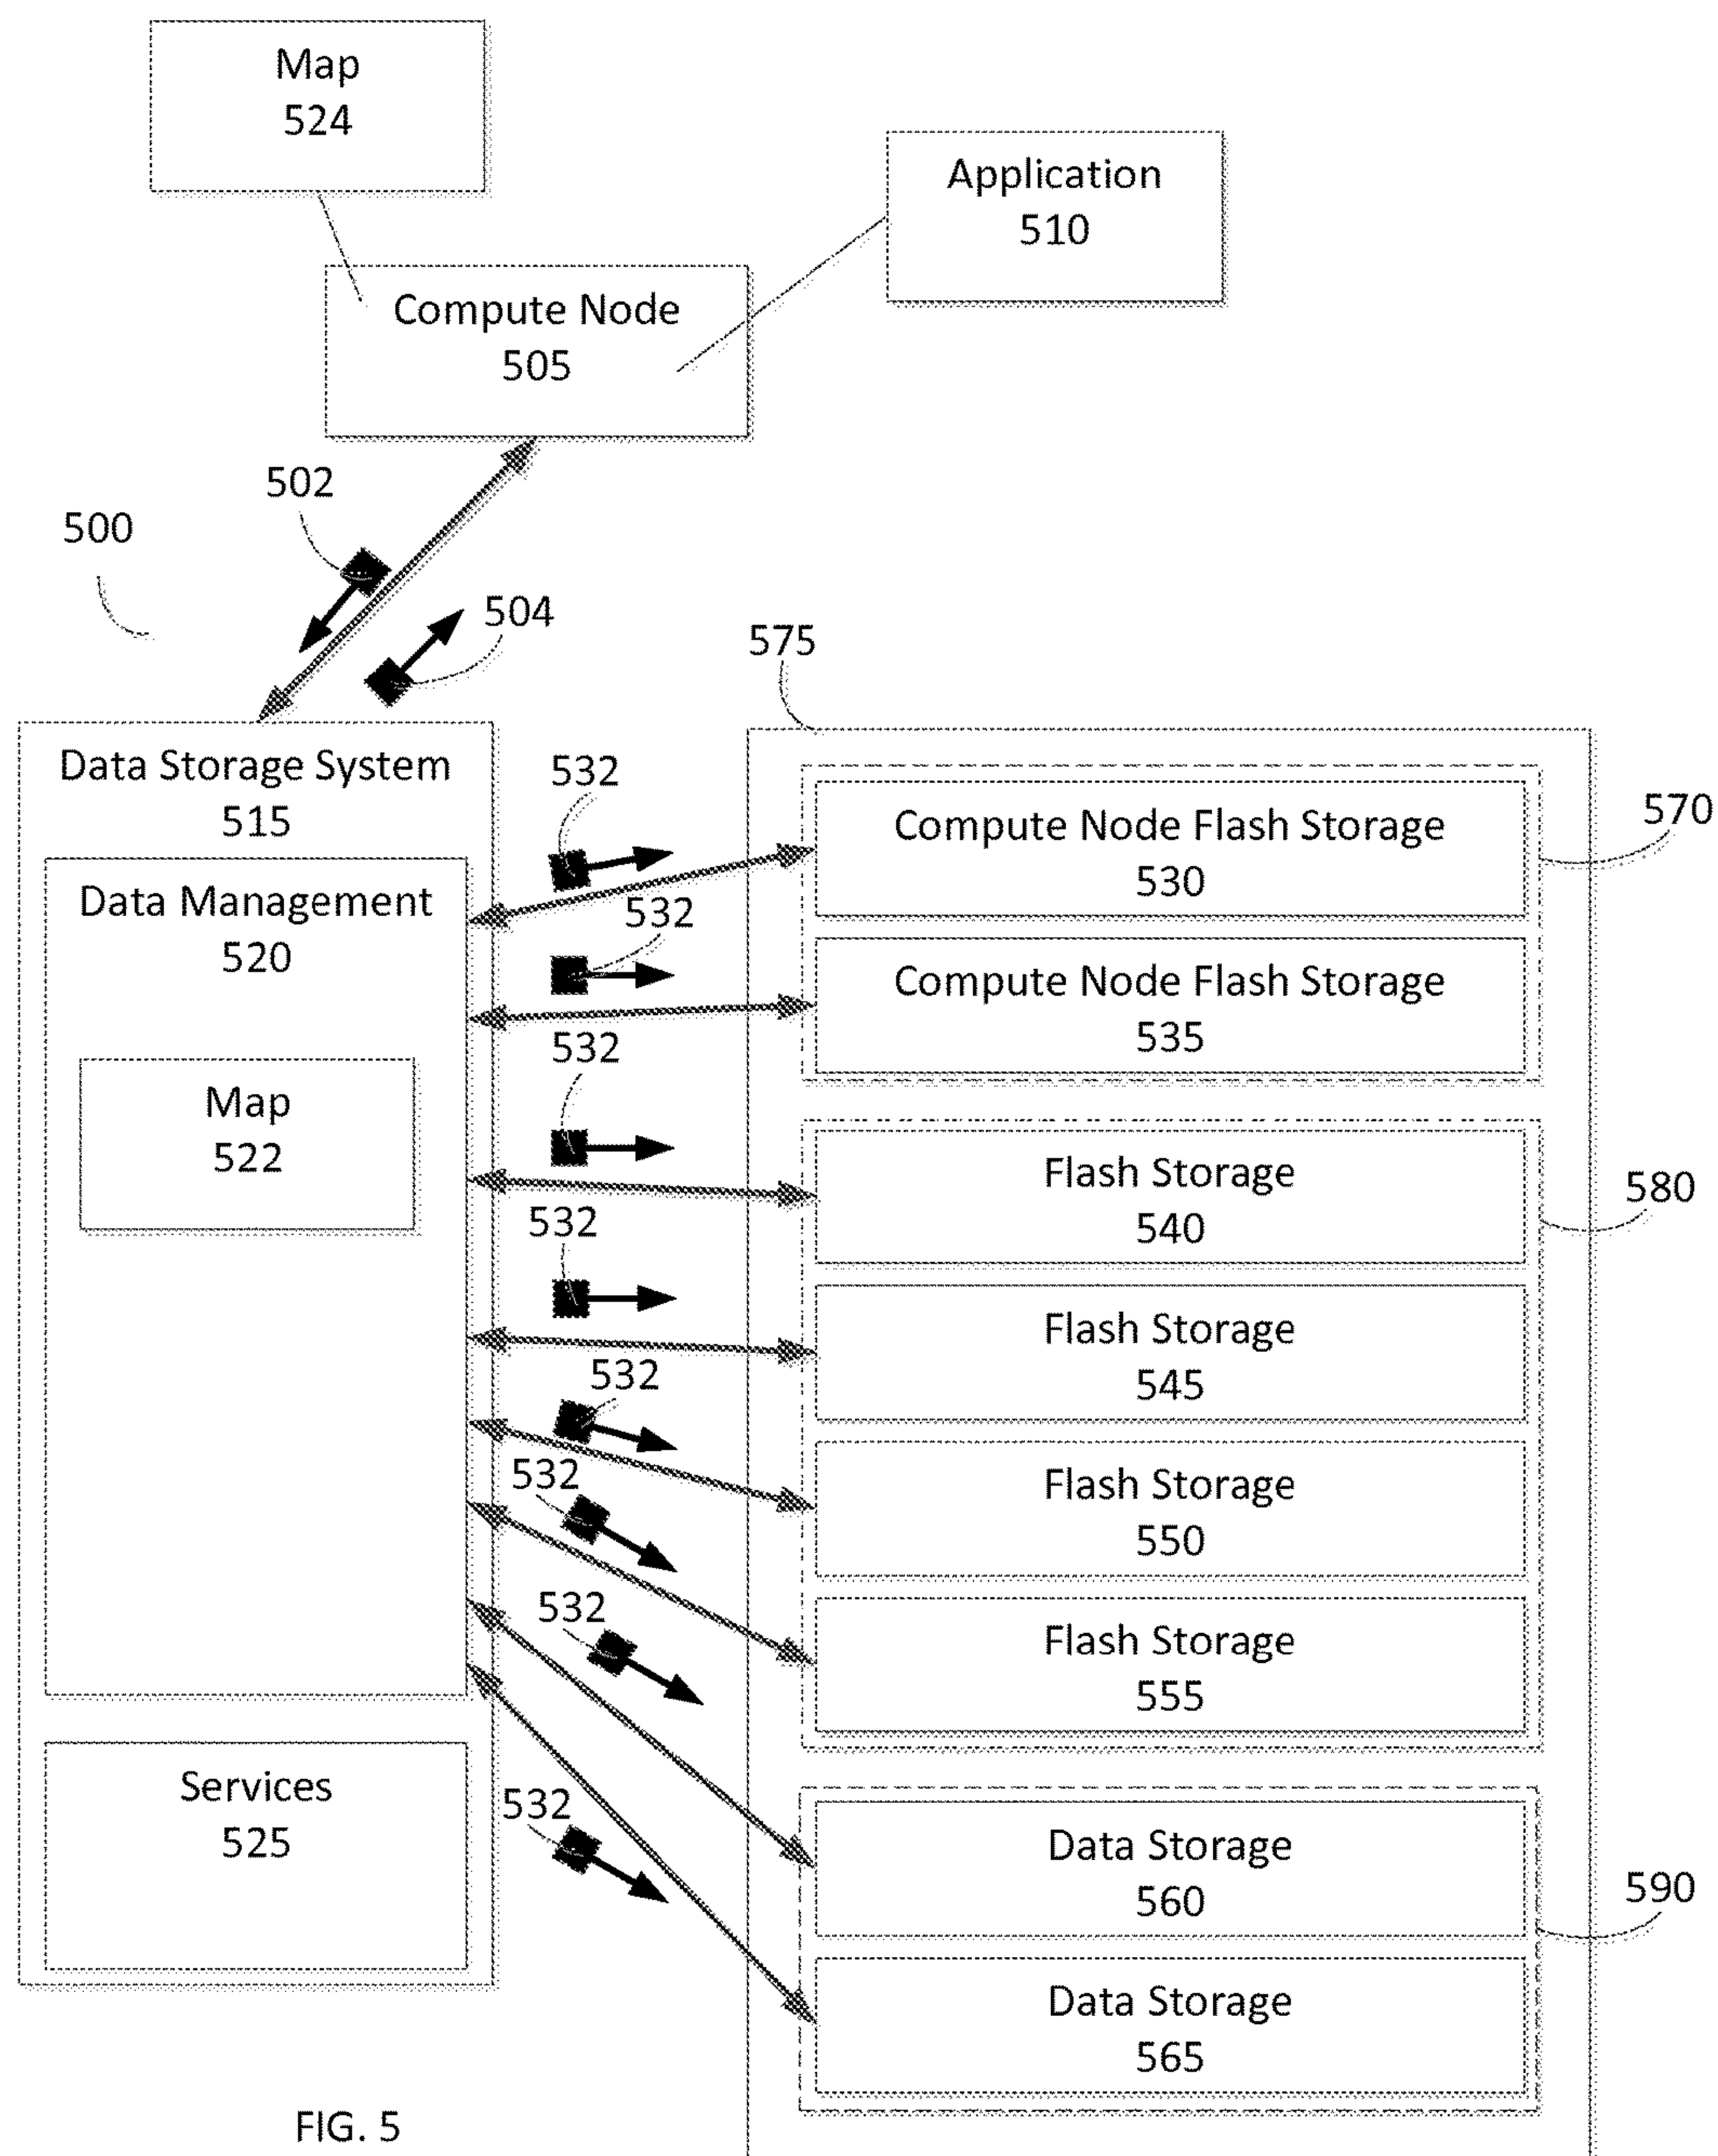 Map
524
Application
510
Compute Node
505
502
500
504
575
Data Storage System
515
532
Compute Node Flash Storage
530
570
Data Management
520
532
Compute Node Flash Storage
535
532
Map
522
Flash Storage
540
580
532
Flash Storage
545
532
Flash Storage
550
532
532
Flash Storage
555
Services
525
532
Data Storage
560
590
Data Storage
565
FIG. 5